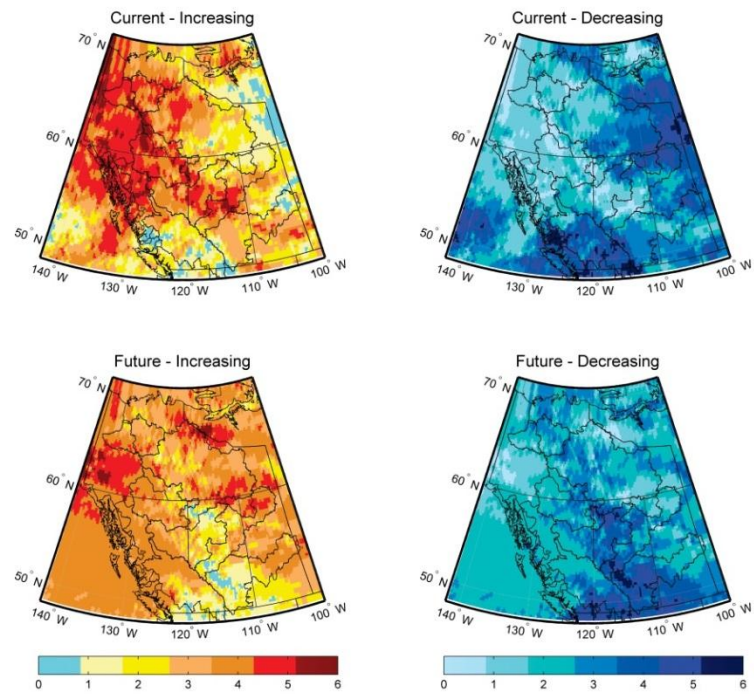 Current - Increasing
Current - Decreasing
70° N
60° N
50° N
140° W
130° W
120° W
110° W
100° W
70° N
60° N
50° N
140° W
130° W
120° W
110° W
100° W
Future - Increasing
Future - Decreasing
70° N
60° N
50° N
140° W
130° W
120° W
110° W
100° W
70° N
60° N
50° N
140° W
130° W
120° W
110° W
100° W
0 1 2 3 4 5 6
0 1 2 3 4 5 6